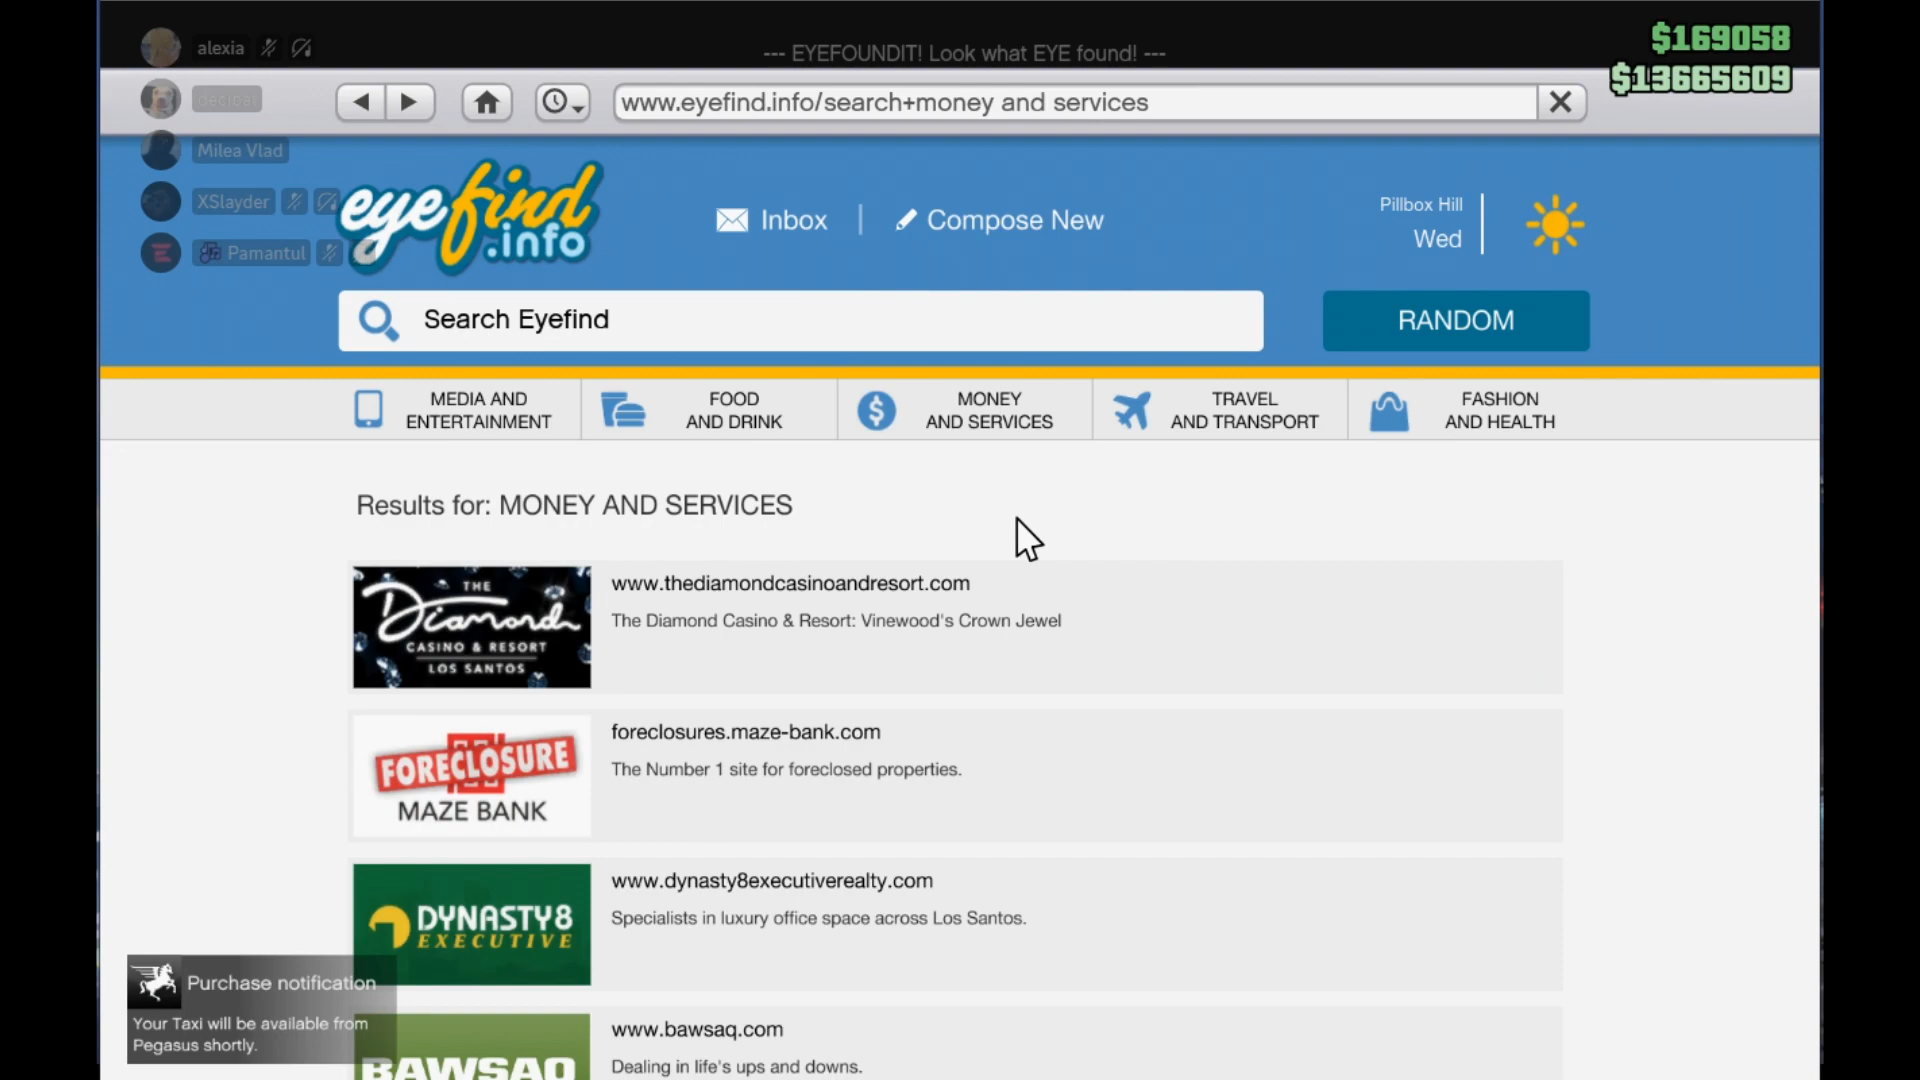 alexia
--- EYEFOUNDIT! Look what EYE found! ---
$169058
$13665609
decibel
www.eyefind.info/search+money and services
Milea Vlad
XSlayder
Pamantul
eyefind
.info
Inbox
Compose New
Pillbox Hill
Wed
Search Eyefind
RANDOM
MEDIA AND
ENTERTAINMENT
FOOD
AND DRINK
MONEY
AND SERVICES
TRAVEL
AND TRANSPORT
FASHION
AND HEALTH
Results for: MONEY AND SERVICES
THE
Diamond
CASINO & RESORT
LOS SANTOS
www.thediamondcasinoandresort.com
The Diamond Casino & Resort: Vinewood's Crown Jewel
FORECLOSURE
MAZE BANK
foreclosures.maze-bank.com
The Number 1 site for foreclosed properties.
DYNASTY8
EXECUTIVE
www.dynasty8executiverealty.com
Specialists in luxury office space across Los Santos.
BAWSAQ
www.bawsaq.com
Dealing in life's ups and downs.
Purchase notification
Your Taxi will be available from
Pegasus shortly.